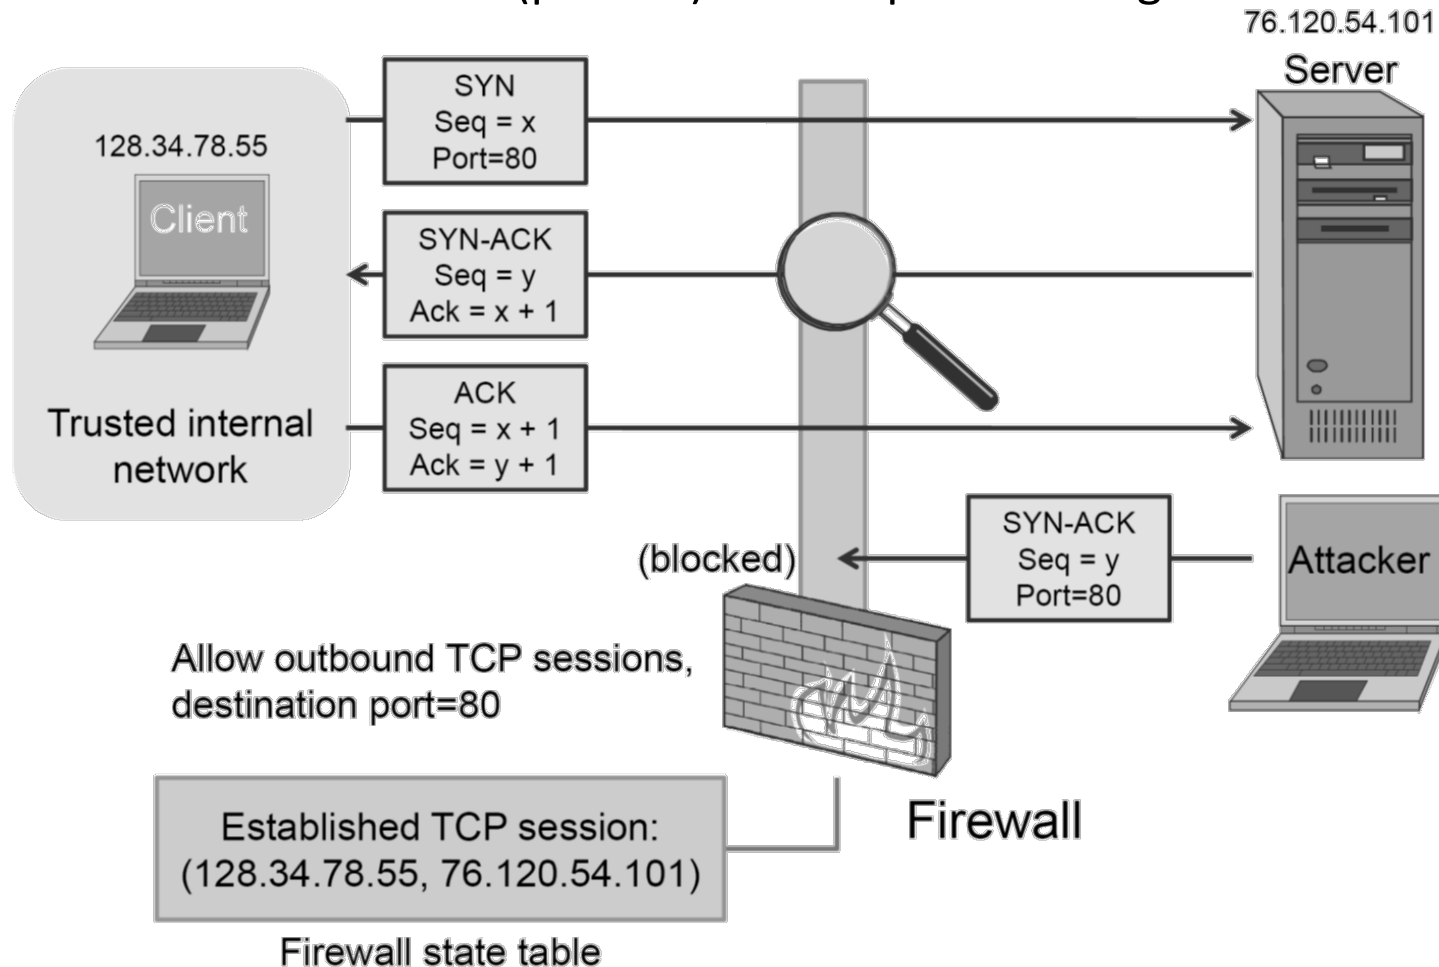 76.120.54.101
Server
SYN
Seq = x
Port=80
128.34.78.55
Client
SYN-ACK
Seq = y
Ack = x + 1
ACK
Seq = x + 1
Ack = y + 1
Trusted internal
network
SYN-ACK
Seq = y
Port=80
(blocked)
Attacker
Allow outbound TCP sessions,
destination port=80
Firewall
Established TCP session:
(128.34.78.55, 76.120.54.101)
Firewall state table